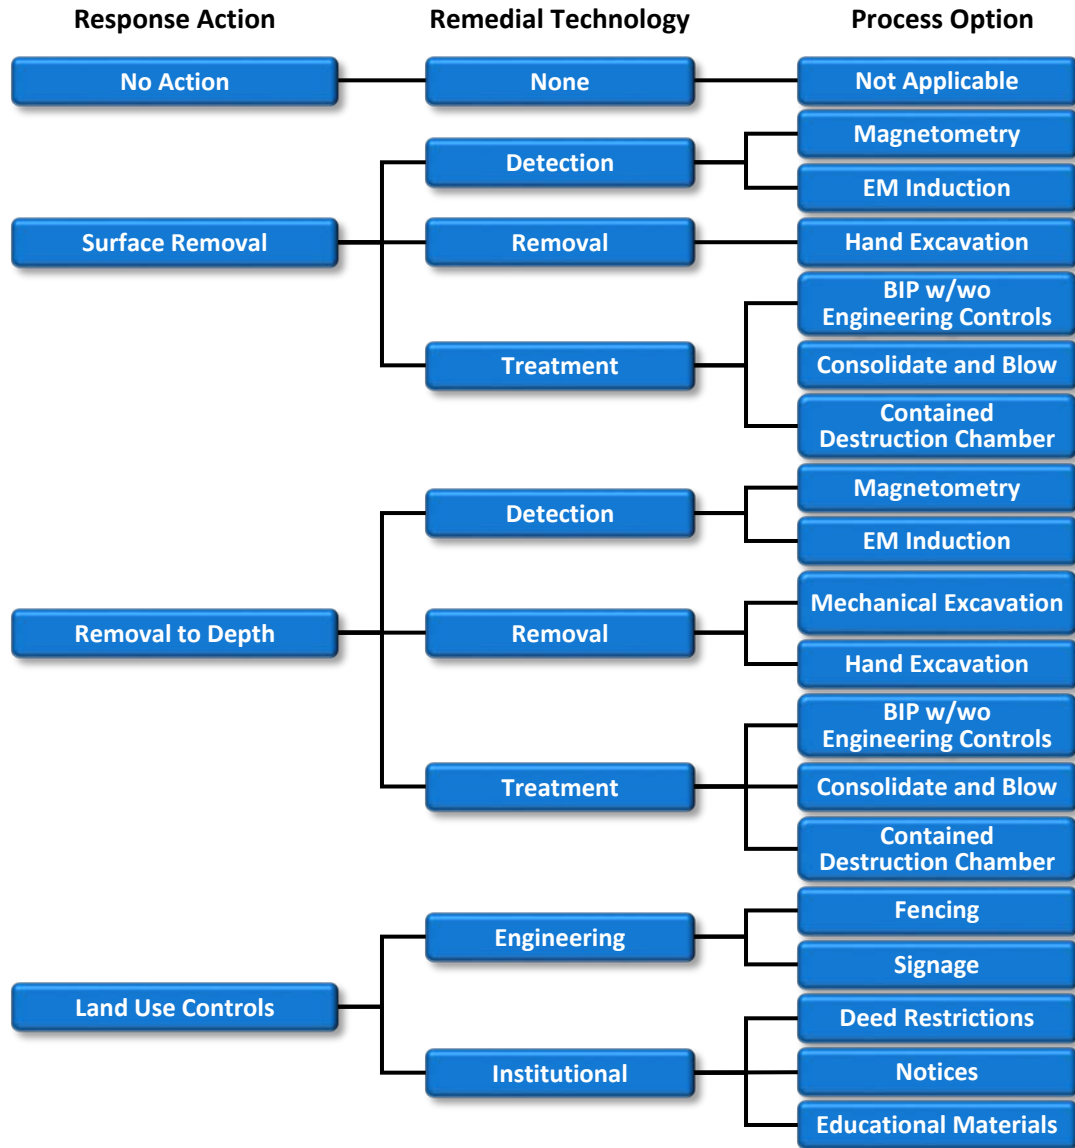 Response Action
Remedial Technology
Process Option
No Action
None
Not Applicable
Surface Removal
Detection
Magnetometry
EM Induction
Removal
Hand Excavation
Treatment
BIP w/wo
Engineering Controls
Consolidate and Blow
Contained
Destruction Chamber
Removal to Depth
Detection
Magnetometry
EM Induction
Removal
Mechanical Excavation
Hand Excavation
Treatment
BIP w/wo
Engineering Controls
Consolidate and Blow
Contained
Destruction Chamber
Land Use Controls
Engineering
Fencing
Signage
Institutional
Deed Restrictions
Notices
Educational Materials